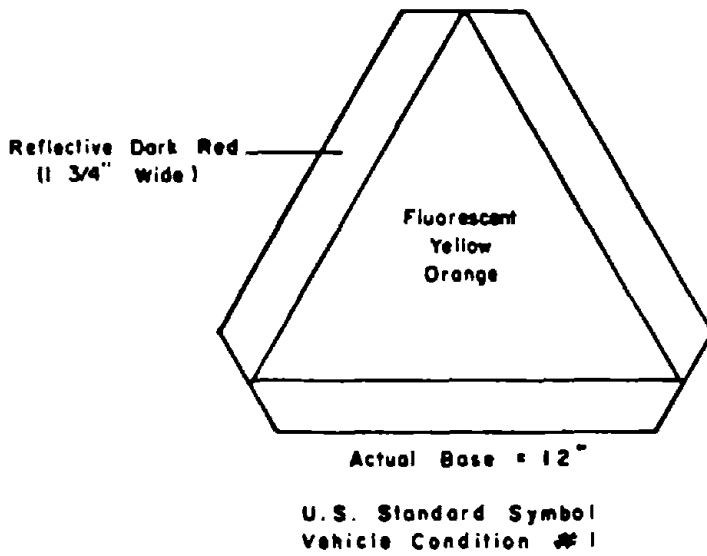 Reflective Dark Red
(1 3/4" Wide)
Fluorescent
Yellow
Orange
Actual Base = 12"
U.S. Standard Symbol
Vehicle Condition #1